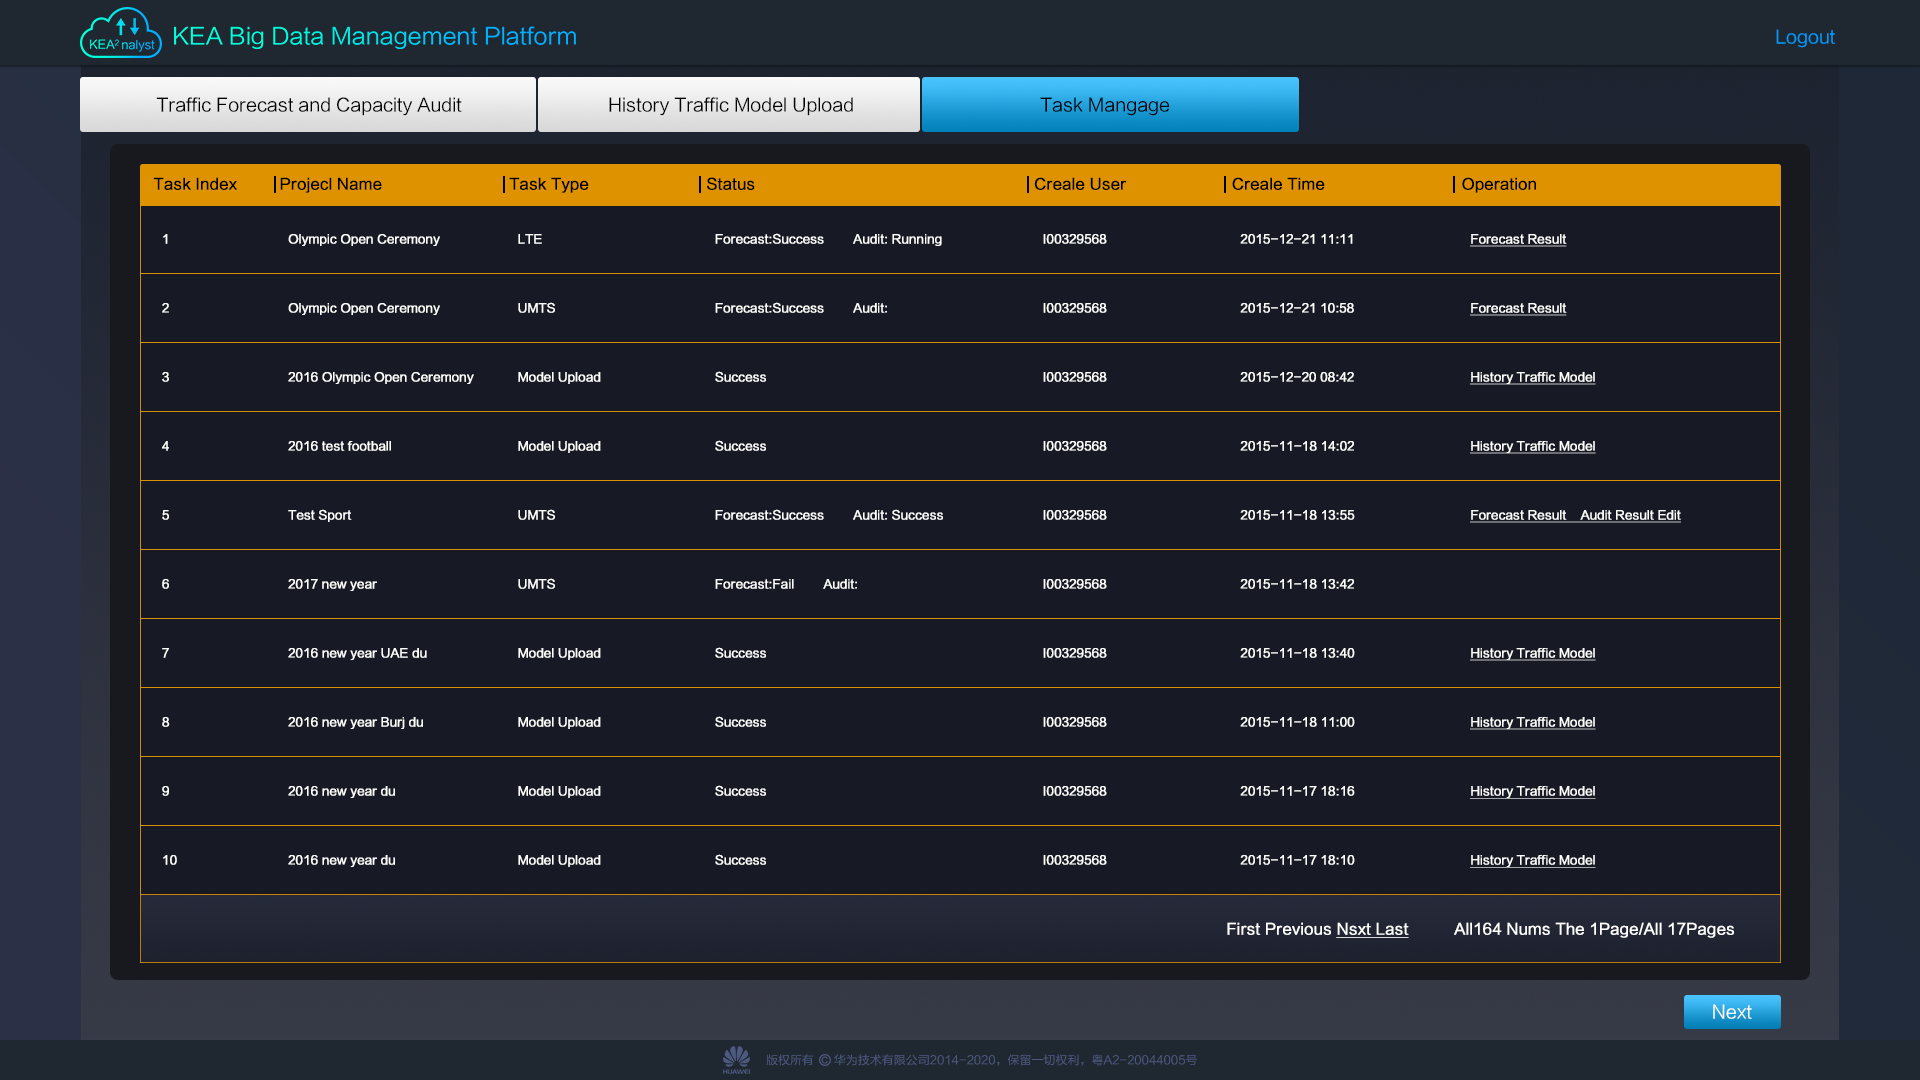 KEA²nalyst KEA Big Data Management Platform Logout
Traffic Forecast and Capacity Audit History Traffic Model Upload Task Mangage
Task Index Projecl Name Task Type Status Creale User Creale Time Operation
1 Olympic Open Ceremony LTE Forecast:Success Audit: Running I00329568 2015-12-21 11:11 Forecast Result
2 Olympic Open Ceremony UMTS Forecast:Success Audit: I00329568 2015-12-21 10:58 Forecast Result
3 2016 Olympic Open Ceremony Model Upload Success I00329568 2015-12-20 08:42 History Traffic Model
4 2016 test football Model Upload Success I00329568 2015-11-18 14:02 History Traffic Model
5 Test Sport UMTS Forecast:Success Audit: Success I00329568 2015-11-18 13:55 Forecast Result Audit Result Edit
6 2017 new year UMTS Forecast:Fail Audit: I00329568 2015-11-18 13:42
7 2016 new year UAE du Model Upload Success I00329568 2015-11-18 13:40 History Traffic Model
8 2016 new year Burj du Model Upload Success I00329568 2015-11-18 11:00 History Traffic Model
9 2016 new year du Model Upload Success I00329568 2015-11-17 18:16 History Traffic Model
10 2016 new year du Model Upload Success I00329568 2015-11-17 18:10 History Traffic Model
First Previous Nsxt Last All164 Nums The 1Page/All 17Pages
Next
HUAWEI 版权所有 © 华为技术有限公司2014-2020，保留一切权利，粤A2-20044005号